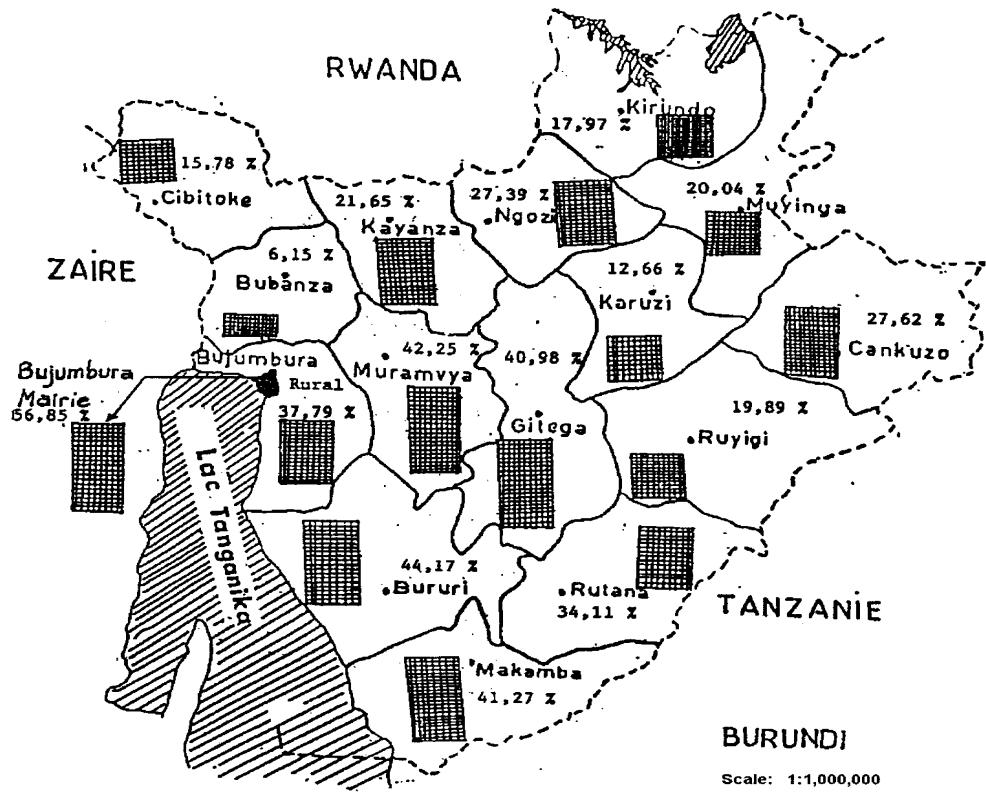 RWANDA
Kirundo
17,97 %
15,78 %
Cibitoke
21,65 %
Kayanza
27,39 %
Ngozi
20,04 %
Muyinga
ZAİRE
6,15 %
Bubanza
12,66 %
Karuzi
27,62 %
Cankuzo
42,25 %
Muramvya
40,98 %
Gitega
Bujumbura
Rural
37,79 %
Bujumbura
Mairie
56,85 %
19,89 %
Ruyigi
Lac Tanganika
44,17 %
Bururi
Rutana
34,11 %
TANZANİE
Makamba
41,27 %
BURUNDI
Scale: 1:1,000,000